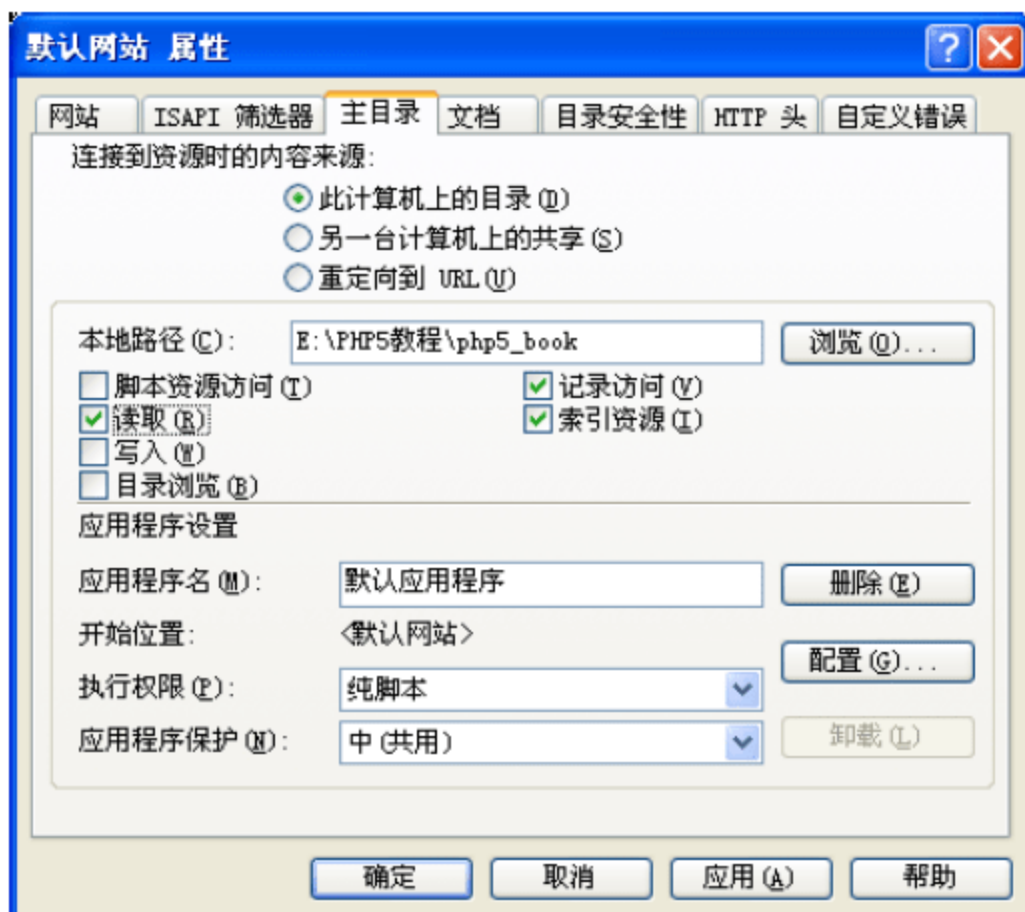 默认网站 属性
网站 ISAPI 筛选器 主目录 文档 目录安全性 HTTP 头 自定义错误
连接到资源时的内容来源:
此计算机上的目录(D)
另一台计算机上的共享(S)
重定向到 URL(U)
本地路径(C): E:\PHP5教程\php5_book 浏览(O)...
脚本资源访问(T) 记录访问(V)
读取(R) 索引资源(I)
写入(W)
目录浏览(B)
应用程序设置
应用程序名(M): 默认应用程序 删除(E)
开始位置: <默认网站>
配置(G)...
执行权限(P): 纯脚本
应用程序保护(N): 中(共用) 卸载(L)
确定 取消 应用(A) 帮助